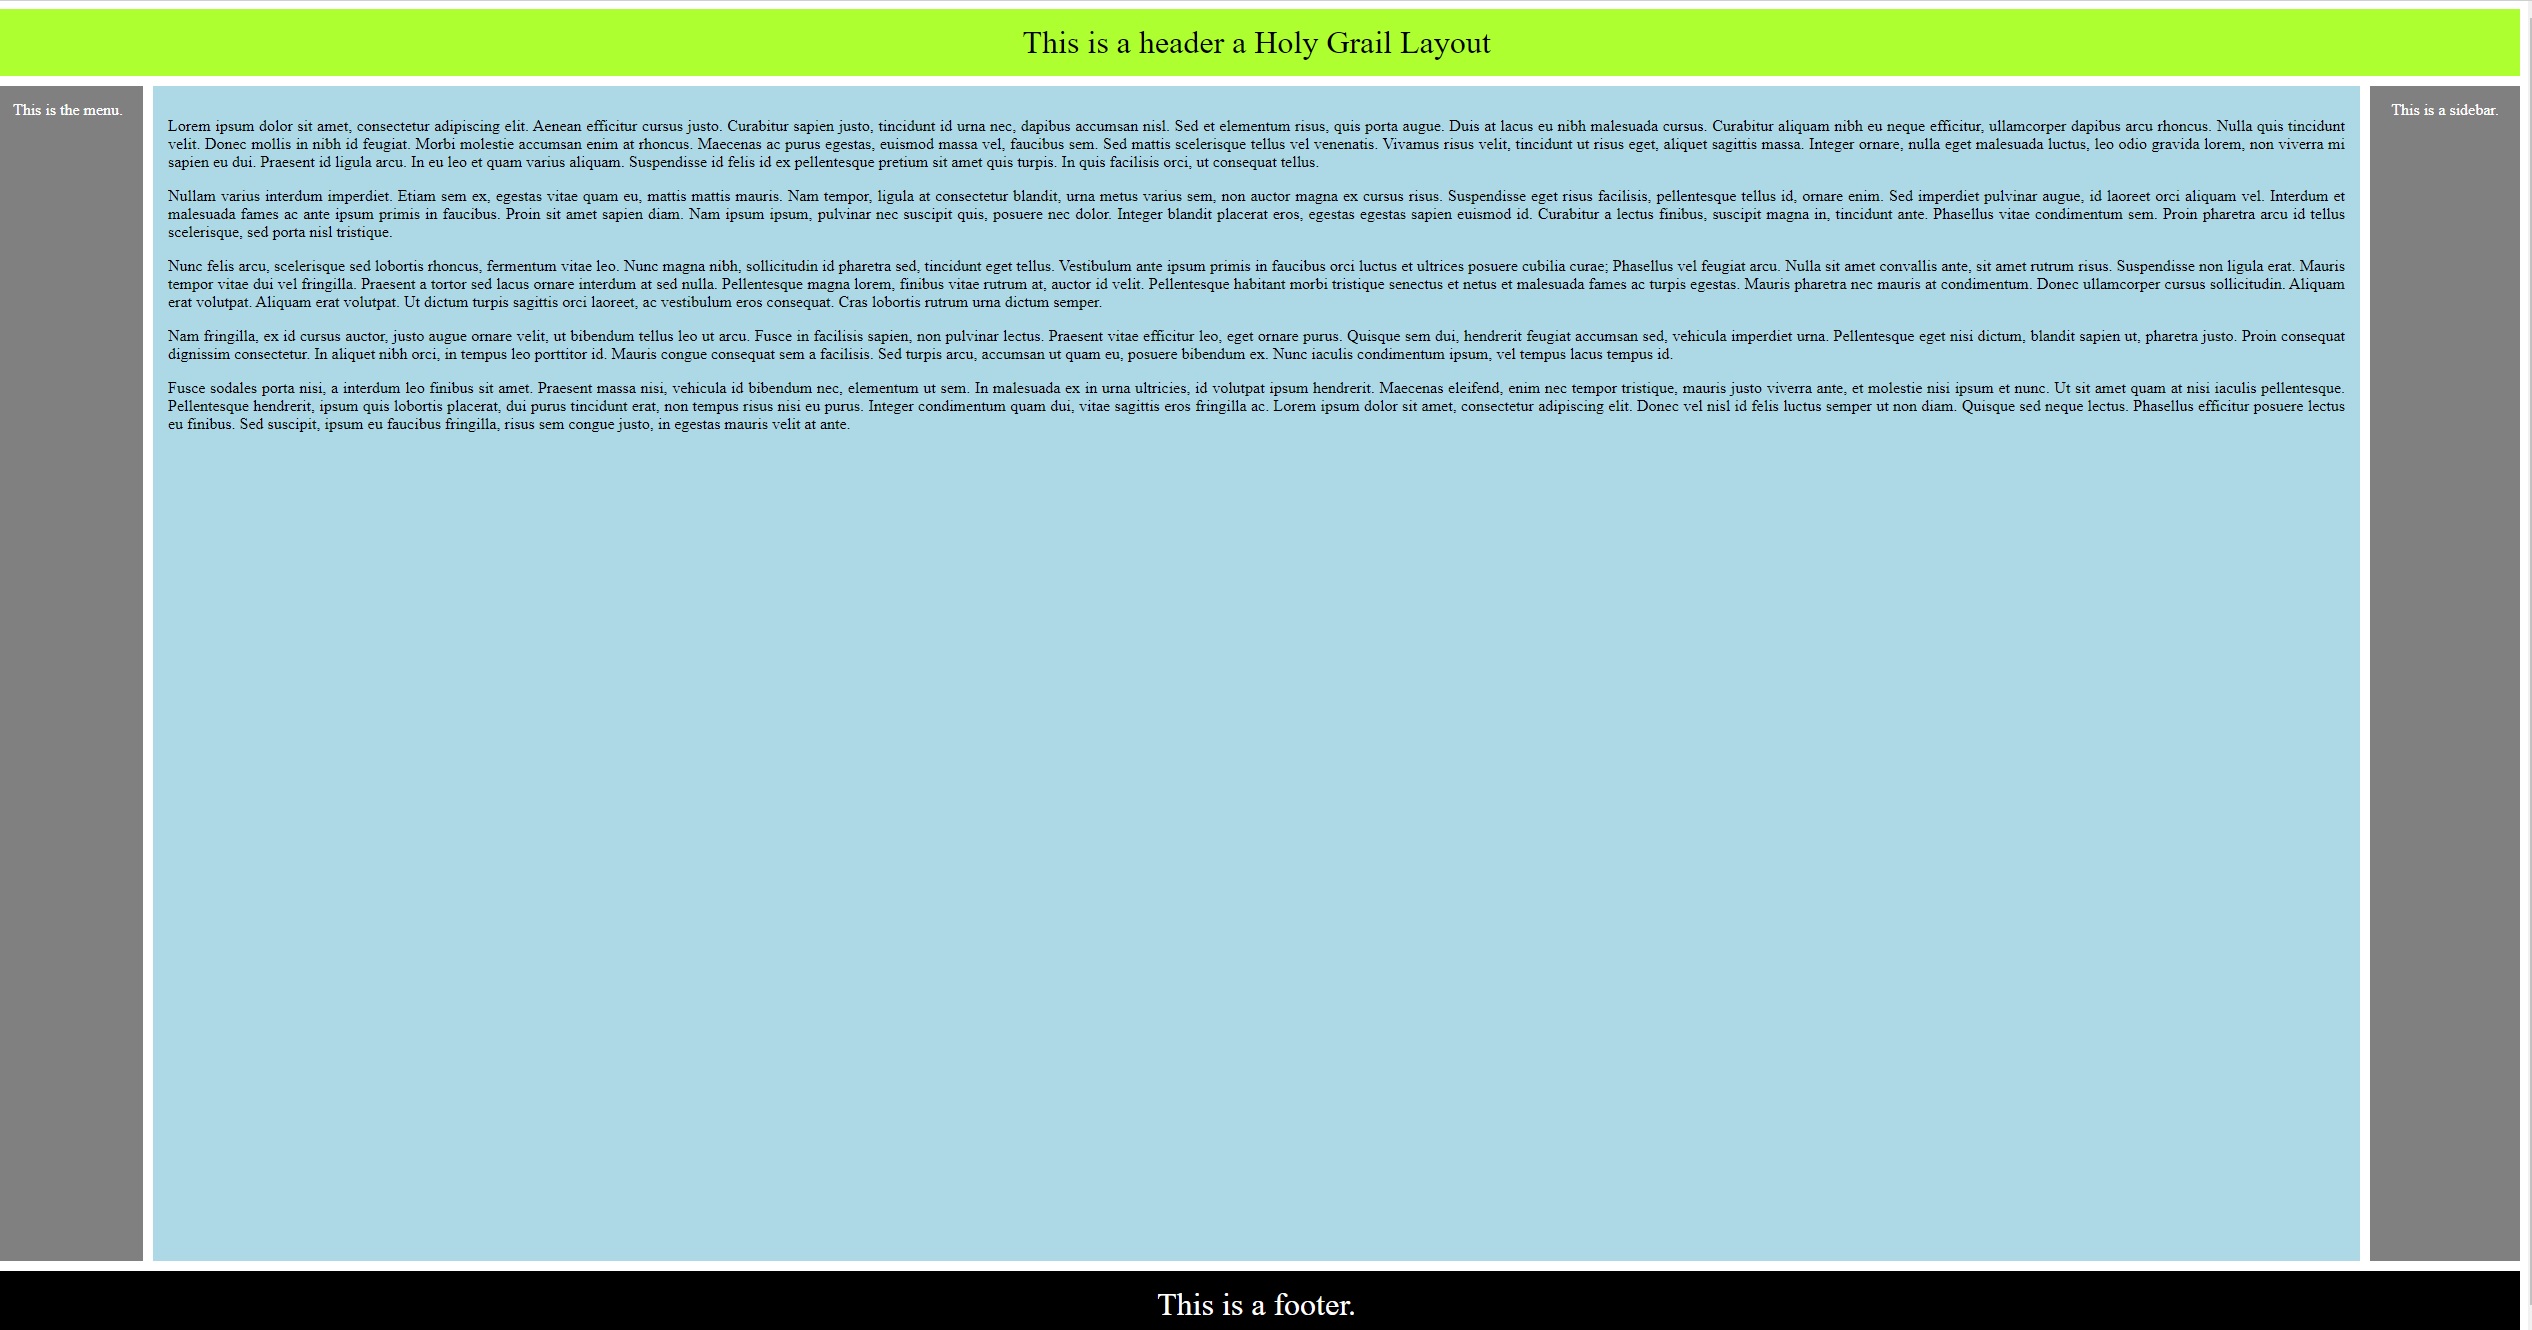 This is a header a Holy Grail Layout
This is the menu.
Lorem ipsum dolor sit amet, consectetur adipiscing elit. Aenean efficitur cursus justo. Curabitur sapien justo, tincidunt id urna nec, dapibus accumsan nisl. Sed et elementum risus, quis porta augue. Duis at lacus eu nibh malesuada cursus. Curabitur aliquam nibh eu neque efficitur, ullamcorper dapibus arcu rhoncus. Nulla quis tincidunt
velit. Donec mollis in nibh id feugiat. Morbi molestie accumsan enim at rhoncus. Maecenas ac purus egestas, euismod massa vel, faucibus sem. Sed mattis scelerisque tellus vel venenatis. Vivamus risus velit, tincidunt ut risus eget, aliquet sagittis massa. Integer ornare, nulla eget malesuada luctus, leo odio gravida lorem, non viverra mi
sapien eu dui. Praesent id ligula arcu. In eu leo et quam varius aliquam. Suspendisse id felis id ex pellentesque pretium sit amet quis turpis. In quis facilisis orci, ut consequat tellus.
Nullam varius interdum imperdiet. Etiam sem ex, egestas vitae quam eu, mattis mattis mauris. Nam tempor, ligula at consectetur blandit, urna metus varius sem, non auctor magna ex cursus risus. Suspendisse eget risus facilisis, pellentesque tellus id, ornare enim. Sed imperdiet pulvinar augue, id laoreet orci aliquam vel. Interdum et
malesuada fames ac ante ipsum primis in faucibus. Proin sit amet sapien diam. Nam ipsum ipsum, pulvinar nec suscipit quis, posuere nec dolor. Integer blandit placerat eros, egestas egestas sapien euismod id. Curabitur a lectus finibus, suscipit magna in, tincidunt ante. Phasellus vitae condimentum sem. Proin pharetra arcu id tellus
scelerisque, sed porta nisl tristique.
Nunc felis arcu, scelerisque sed lobortis rhoncus, fermentum vitae leo. Nunc magna nibh, sollicitudin id pharetra sed, tincidunt eget tellus. Vestibulum ante ipsum primis in faucibus orci luctus et ultrices posuere cubilia curae; Phasellus vel feugiat arcu. Nulla sit amet convallis ante, sit amet rutrum risus. Suspendisse non ligula erat. Mauris
tempor vitae dui vel fringilla. Praesent a tortor sed lacus ornare interdum at sed nulla. Pellentesque magna lorem, finibus vitae rutrum at, auctor id velit. Pellentesque habitant morbi tristique senectus et netus et malesuada fames ac turpis egestas. Mauris pharetra nec mauris at condimentum. Donec ullamcorper cursus sollicitudin. Aliquam
erat volutpat. Aliquam erat volutpat. Ut dictum turpis sagittis orci laoreet, ac vestibulum eros consequat. Cras lobortis rutrum urna dictum semper.
Nam fringilla, ex id cursus auctor, justo augue ornare velit, ut bibendum tellus leo ut arcu. Fusce in facilisis sapien, non pulvinar lectus. Praesent vitae efficitur leo, eget ornare purus. Quisque sem dui, hendrerit feugiat accumsan sed, vehicula imperdiet urna. Pellentesque eget nisi dictum, blandit sapien ut, pharetra justo. Proin consequat
dignissim consectetur. In aliquet nibh orci, in tempus leo porttitor id. Mauris congue consequat sem a facilisis. Sed turpis arcu, accumsan ut quam eu, posuere bibendum ex. Nunc iaculis condimentum ipsum, vel tempus lacus tempus id.
Fusce sodales porta nisi, a interdum leo finibus sit amet. Praesent massa nisi, vehicula id bibendum nec, elementum ut sem. In malesuada ex in urna ultricies, id volutpat ipsum hendrerit. Maecenas eleifend, enim nec tempor tristique, mauris justo viverra ante, et molestie nisi ipsum et nunc. Ut sit amet quam at nisi iaculis pellentesque.
Pellentesque hendrerit, ipsum quis lobortis placerat, dui purus tincidunt erat, non tempus risus nisi eu purus. Integer condimentum quam dui, vitae sagittis eros fringilla ac. Lorem ipsum dolor sit amet, consectetur adipiscing elit. Donec vel nisl id felis luctus semper ut non diam. Quisque sed neque lectus. Phasellus efficitur posuere lectus
eu finibus. Sed suscipit, ipsum eu faucibus fringilla, risus sem congue justo, in egestas mauris velit at ante.
This is a sidebar.
This is a footer.